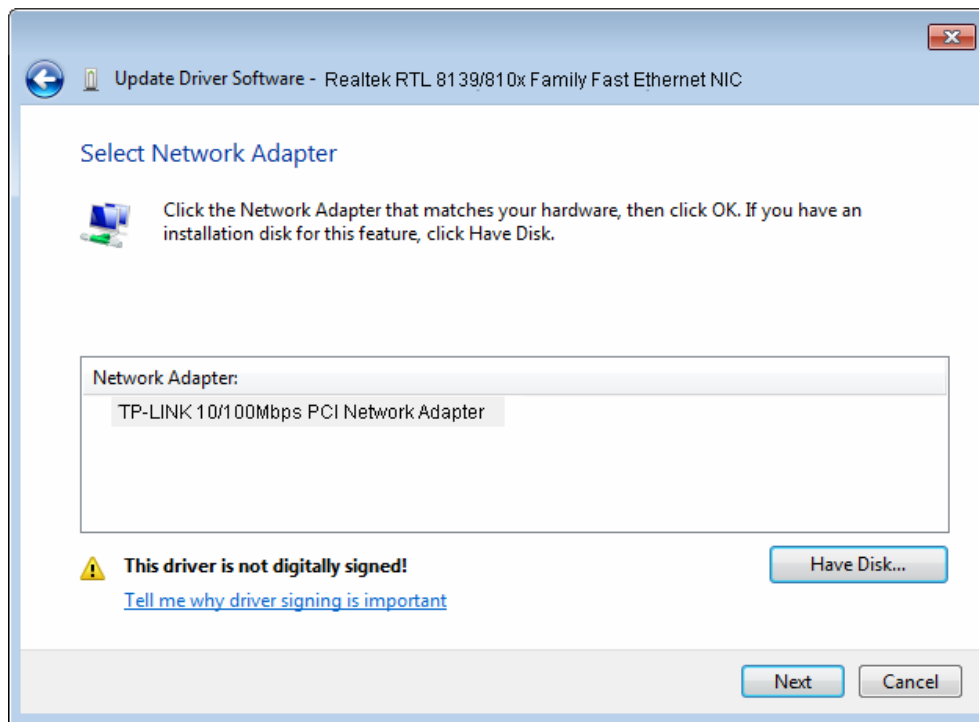 Update Driver Software - Realtek RTL 8139/810x Family Fast Ethernet NIC
Select Network Adapter
Click the Network Adapter that matches your hardware, then click OK. If you have an
installation disk for this feature, click Have Disk.
Network Adapter:
TP-LINK 10/100Mbps PCI Network Adapter
This driver is not digitally signed!
Have Disk...
Tell me why driver signing is important
Next
Cancel